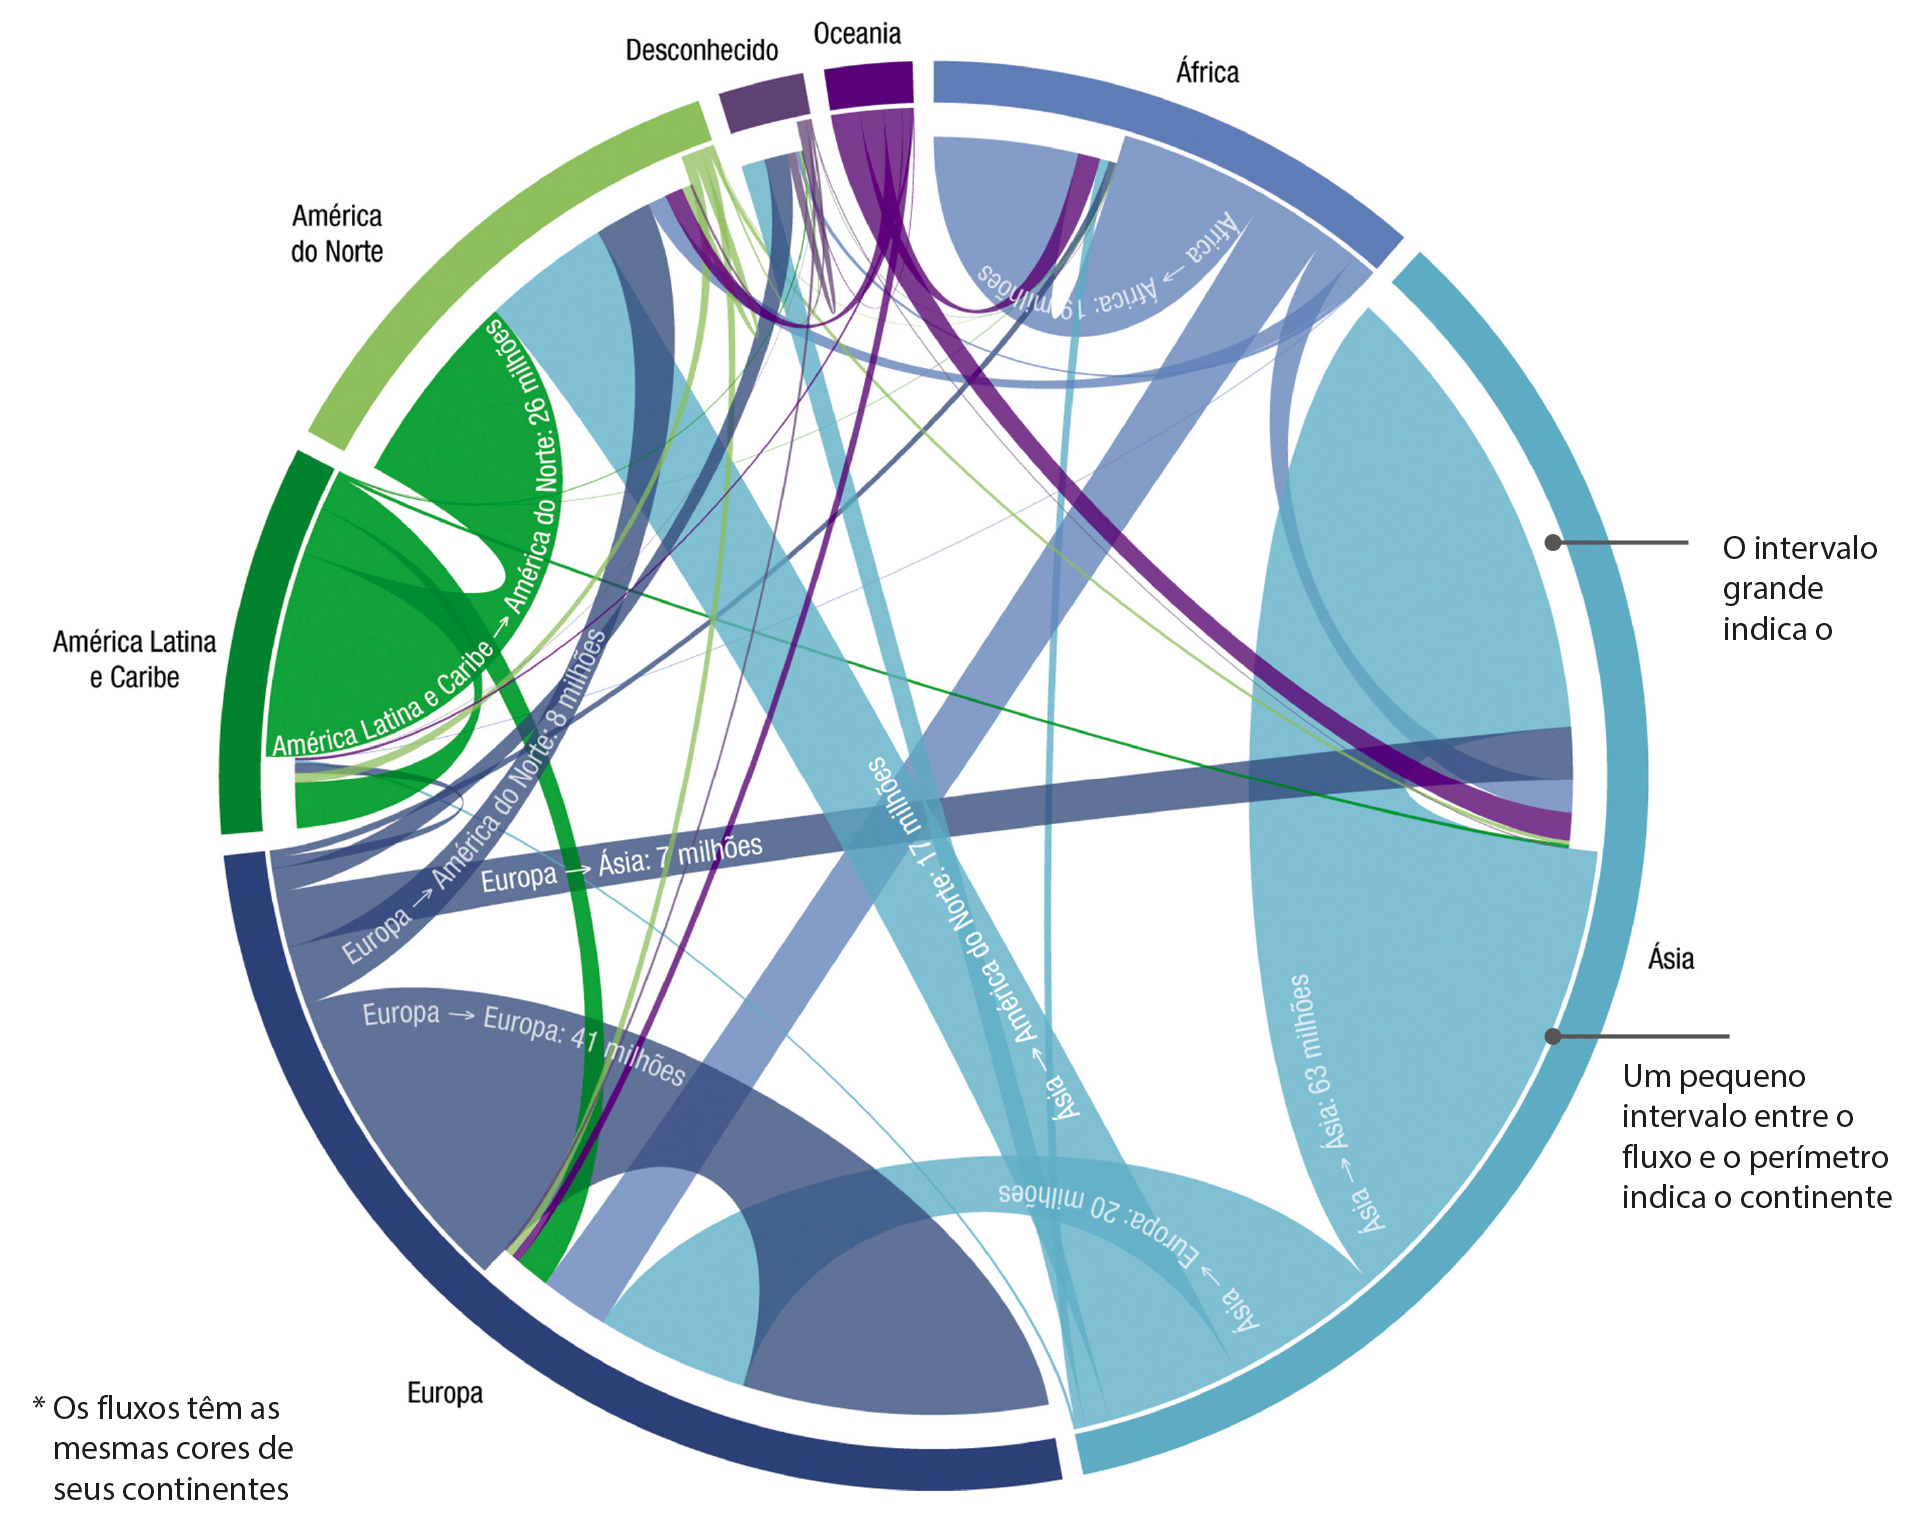 Desconhecido
Oceania
África
América
do Norte
América Latina
e Caribe
África → África: 19 milhões
América Latina e Caribe → América do Norte: 26 milhões
Europa → América do Norte: 8 milhões
Europa → Ásia: 7 milhões
Europa → Europa: 41 milhões
Ásia → América do Norte: 17 milhões
Ásia → Europa: 20 milhões
Ásia → Ásia: 63 milhões
O intervalo
grande
indica o
Ásia
Um pequeno
intervalo entre o
fluxo e o perímetro
indica o continente
Europa
* Os fluxos têm as
mesmas cores de
seus continentes